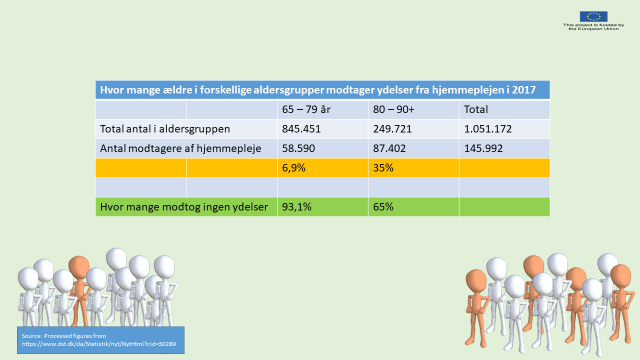 This project is funded by
the European Union
Hvor mange ældre i forskellige aldersgrupper modtager ydelser fra hjemmeplejen i 2017
65 – 79 år 80 – 90+ Total
Total antal i aldersgruppen 845.451 249.721 1.051.172
Antal modtagere af hjemmepleje 58.590 87.402 145.992
6,9% 35%
Hvor mange modtog ingen ydelser 93,1% 65%
Source: Processed figures from
https://www.dst.dk/da/Statistik/nyt/NytHtml?cid=30289